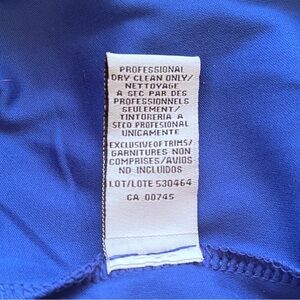 PROFESSIONAL
DRY CLEAN ONLY/
NETTOYAGE
A SEC PAR DES
PROFESSIONNELS
SEULEMENT/
TINTORERIA A
SECO PROFESIONAL
UNICAMENTE
EXCLUSIVE OF TRIMS/
GARNITURES NON
COMPRISES/AVIOS
NO INCLUIDOS
LOT/LOTE 530464
CA 00745